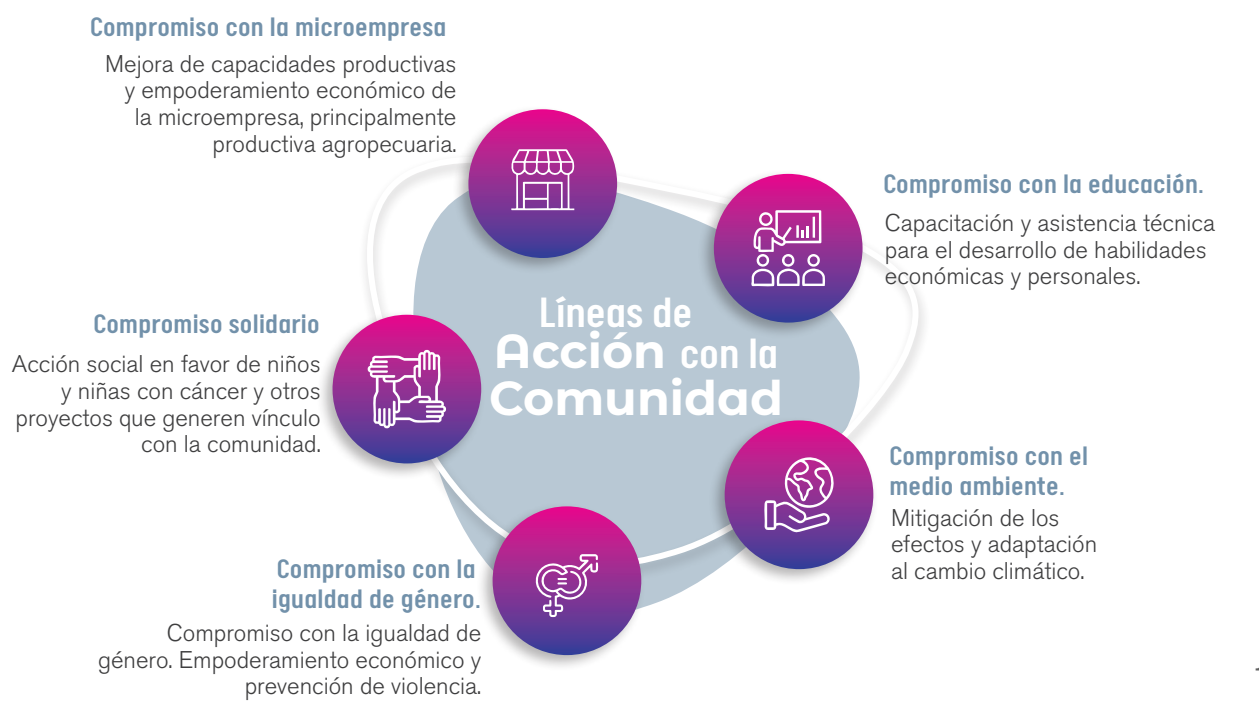 Compromiso con la microempresa
Mejora de capacidades productivas
y empoderamiento económico de
la microempresa, principalmente
productiva agropecuaria.
Compromiso con la educación.
Capacitación y asistencia técnica
para el desarrollo de habilidades
económicas y personales.
Líneas de
Acción con la
Comunidad
Compromiso solidario
Acción social en favor de niños
y niñas con cáncer y otros
proyectos que generen vínculo
con la comunidad.
Compromiso con el
medio ambiente.
Mitigación de los
efectos y adaptación
al cambio climático.
Compromiso con la
igualdad de género.
Compromiso con la igualdad de
género. Empoderamiento económico y
prevención de violencia.